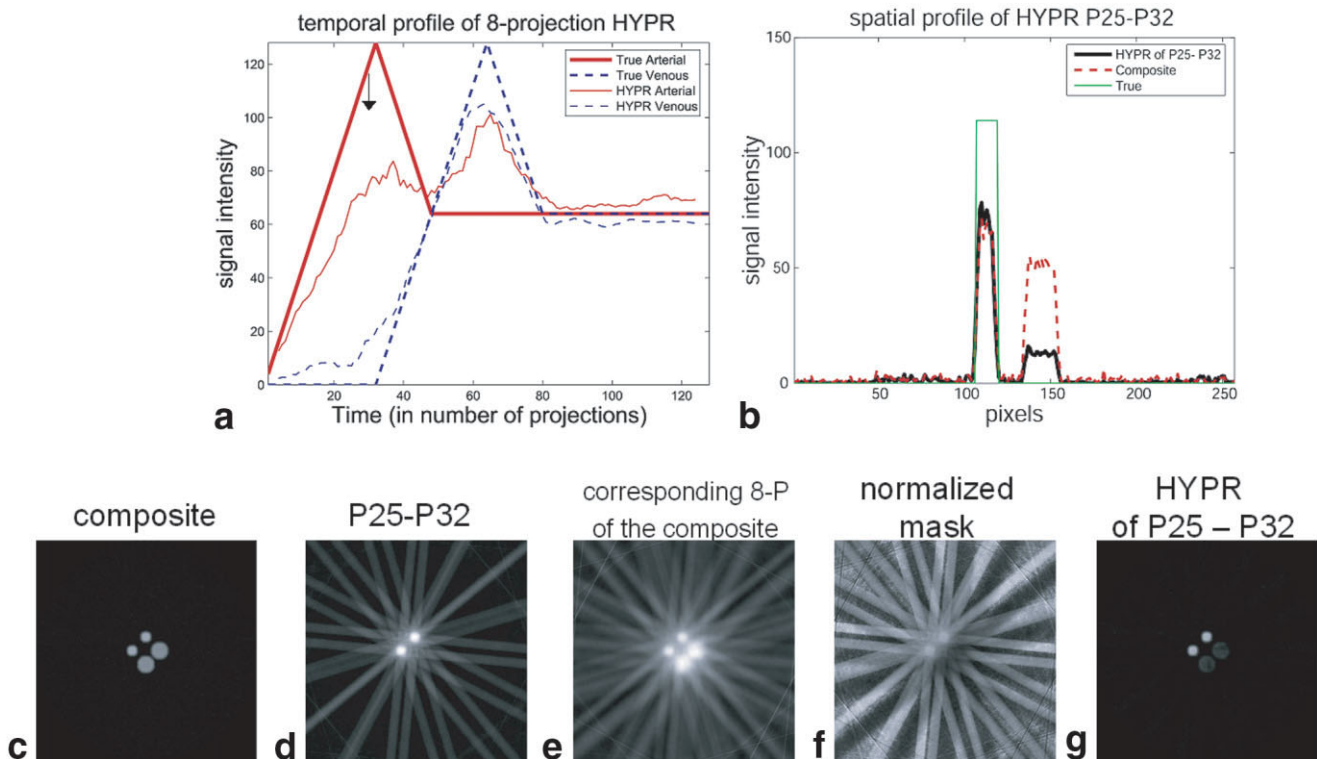 temporal profile of 8-projection HYPR
True Arterial
True Venous
HYPR Arterial
HYPR Venous
signal intensity
120
100
80
60
40
20
0
20
40
60
80
100
120
Time (in number of projections)
a
spatial profile of HYPR P25-P32
HYPR of P25- P32
Composite
True
signal intensity
150
100
50
0
50
100
150
200
250
pixels
b
composite
c
P25-P32
d
corresponding 8-P
of the composite
e
normalized
mask
f
HYPR
of P25 – P32
g